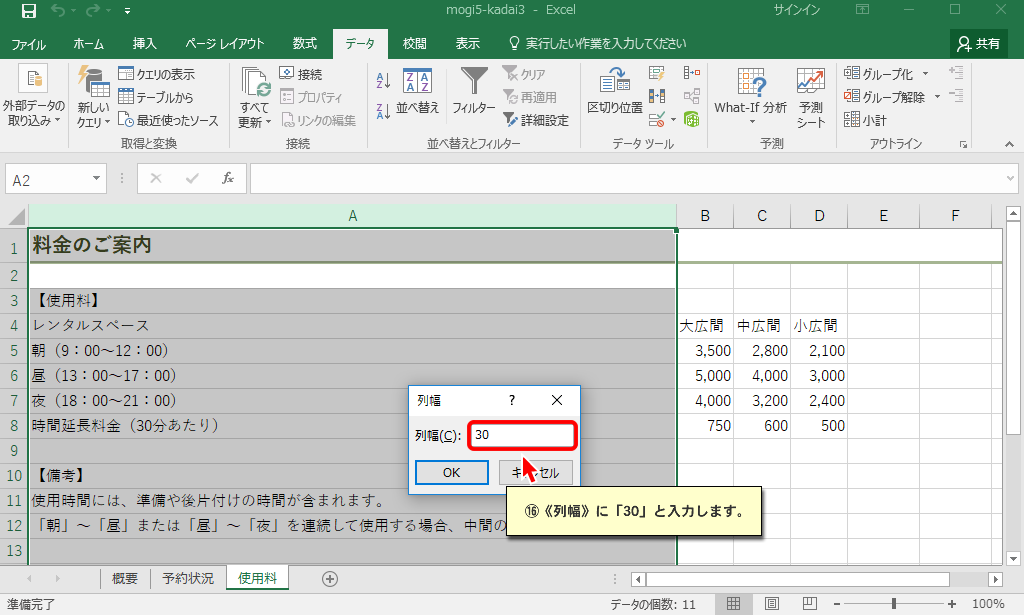 mogi5-kadai3 - Excel
サインイン
ファイル ホーム 挿入 ページ レイアウト 数式 データ 校閲 表示 実行したい作業を入力してください 共有
外部データの取り込み
新しいクエリ
クエリの表示
テーブルから
最近使ったソース
取得と変換
すべて更新
接続
プロパティ
リンクの編集
接続
並べ替え
フィルター
クリア
再適用
詳細設定
並べ替えとフィルター
区切り位置
データ ツール
What-If 分析
予測シート
予測
グループ化
グループ解除
小計
アウトライン
A2
fx
A B C D E F
1 料金のご案内
2
3 【使用料】
4 レンタルスペース 大広間 中広間 小広間
5 朝（9：00～12：00） 3,500 2,800 2,100
6 昼（13：00～17：00） 5,000 4,000 3,000
7 夜（18：00～21：00） 4,000 3,200 2,400
8 時間延長料金（30分あたり） 750 600 500
9
10 【備考】
11 使用時間には、準備や後片付けの時間が含まれます。
12 「朝」～「昼」または「昼」～「夜」を連続して使用する場合、中間の
13
列幅 ?
列幅(C): 30
OK
⑯《列幅》に「30」と入力します。
概要 予約状況 使用料
準備完了
データの個数: 11
100%